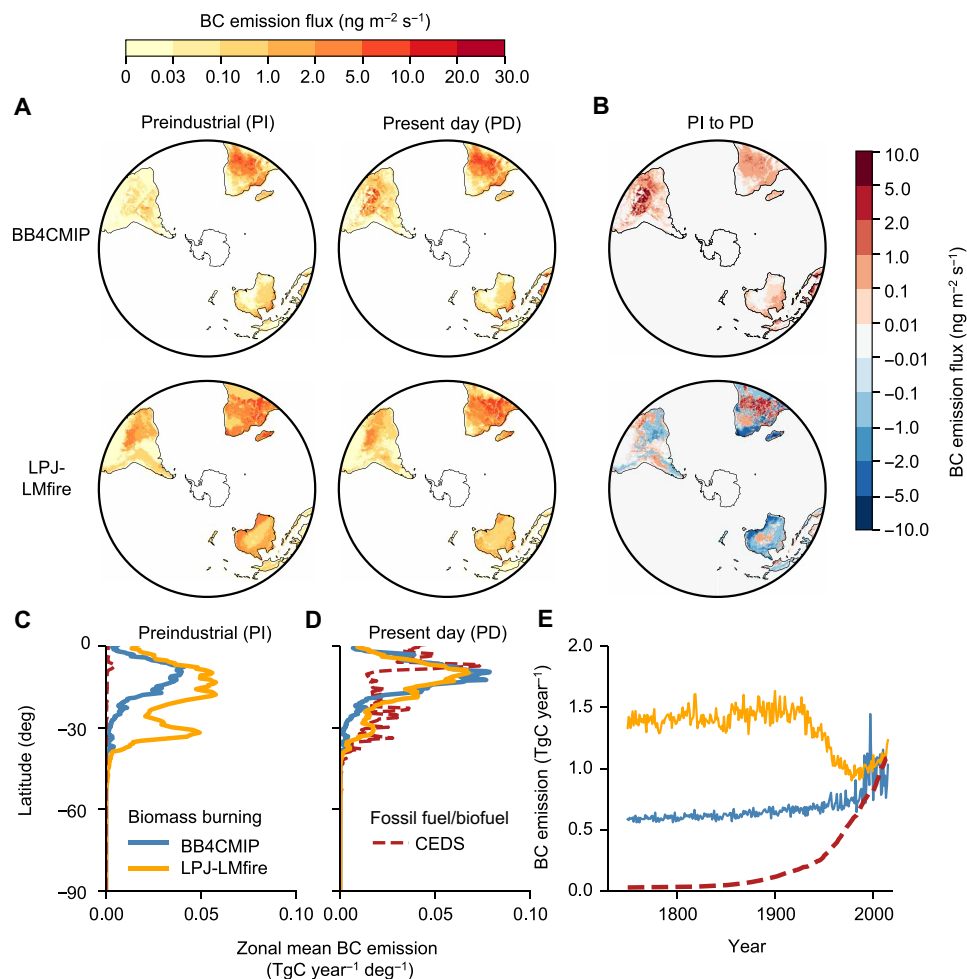 BC emission flux (ng m⁻² s⁻¹)
0 0.03 0.10 1.0 2.0 5.0 10.0 20.0 30.0
A
B
Preindustrial (PI)
Present day (PD)
PI to PD
BB4CMIP
LPJ-
LMfire
10.0
5.0
2.0
1.0
0.1
0.01
−0.01
−0.1
−1.0
−2.0
−5.0
−10.0
BC emission flux (ng m⁻² s⁻¹)
C
Preindustrial (PI)
0
−30
−60
−90
Latitude (deg)
Biomass burning
BB4CMIP
LPJ-LMfire
0.00 0.05
D
Present day (PD)
Fossil fuel/biofuel
CEDS
0.00 0.05 0.10
Zonal mean BC emission
(TgC year⁻¹ deg⁻¹)
E
BC emission (TgC year⁻¹)
2.0
1.5
1.0
0.5
0.0
1800 1900 2000
Year